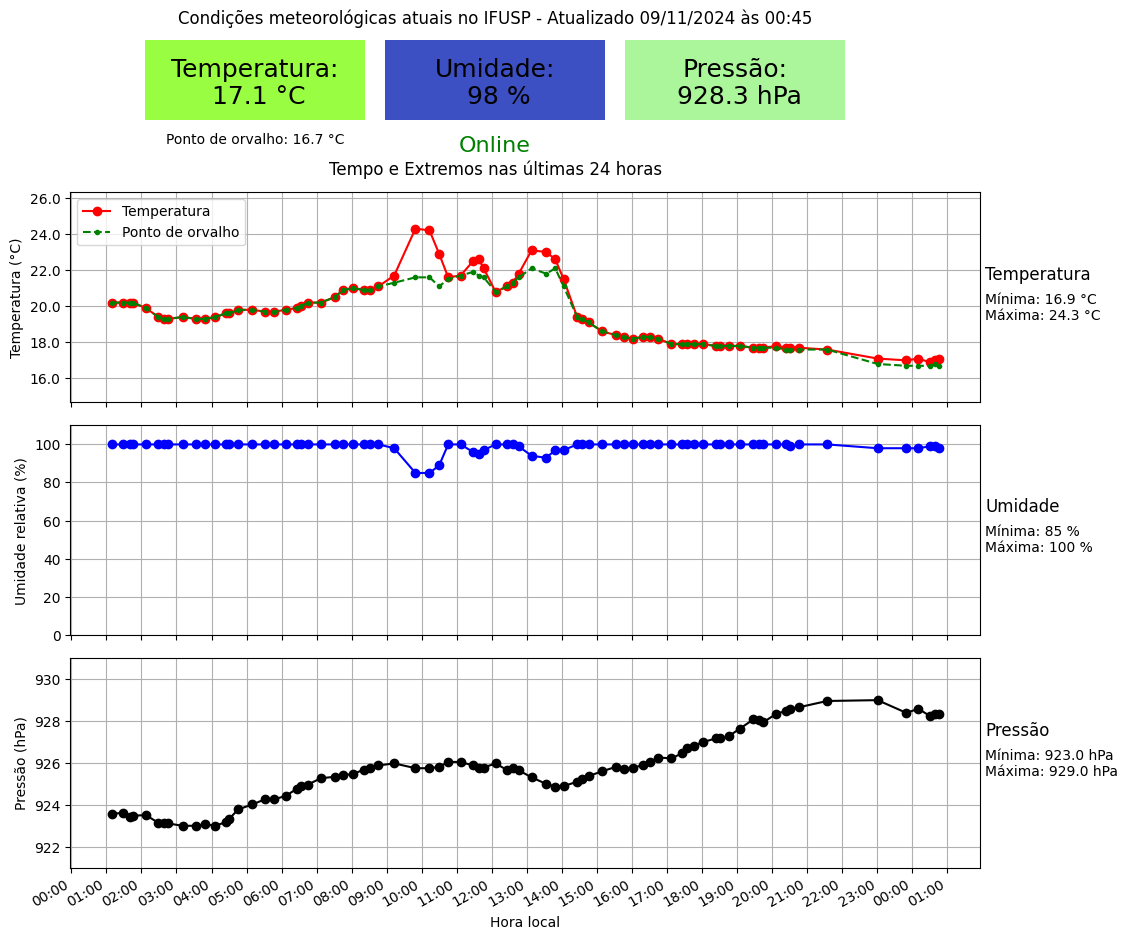 Condições meteorológicas atuais no IFUSP - Atualizado 09/11/2024 às 00:45
Temperatura:
17.1 °C
Umidade:
98 %
Pressão:
928.3 hPa
Ponto de orvalho: 16.7 °C
Online
Tempo e Extremos nas últimas 24 horas
Temperatura (°C)
26.0
24.0
22.0
20.0
18.0
16.0
Temperatura
Ponto de orvalho
Temperatura
Mínima: 16.9 °C
Máxima: 24.3 °C
Umidade relativa (%)
100
80
60
40
20
0
Umidade
Mínima: 85 %
Máxima: 100 %
Pressão (hPa)
930
928
926
924
922
Pressão
Mínima: 923.0 hPa
Máxima: 929.0 hPa
00:00 01:00 02:00 03:00 04:00 05:00 06:00 07:00 08:00 09:00 10:00 11:00 12:00 13:00 14:00 15:00 16:00 17:00 18:00 19:00 20:00 21:00 22:00 23:00 00:00 01:00
Hora local